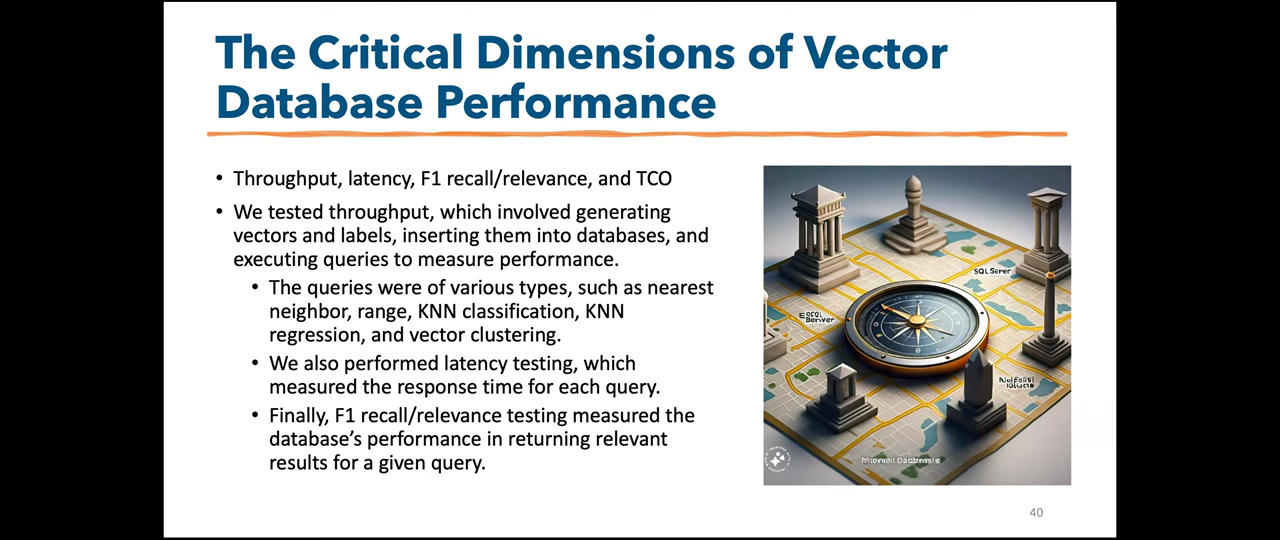 The Critical Dimensions of Vector
Database Performance
• Throughput, latency, F1 recall/relevance, and TCO
• We tested throughput, which involved generating
vectors and labels, inserting them into databases, and
executing queries to measure performance.
• The queries were of various types, such as nearest
neighbor, range, KNN classification, KNN
regression, and vector clustering.
• We also performed latency testing, which
measured the response time for each query.
• Finally, F1 recall/relevance testing measured the
database’s performance in returning relevant
results for a given query.
40